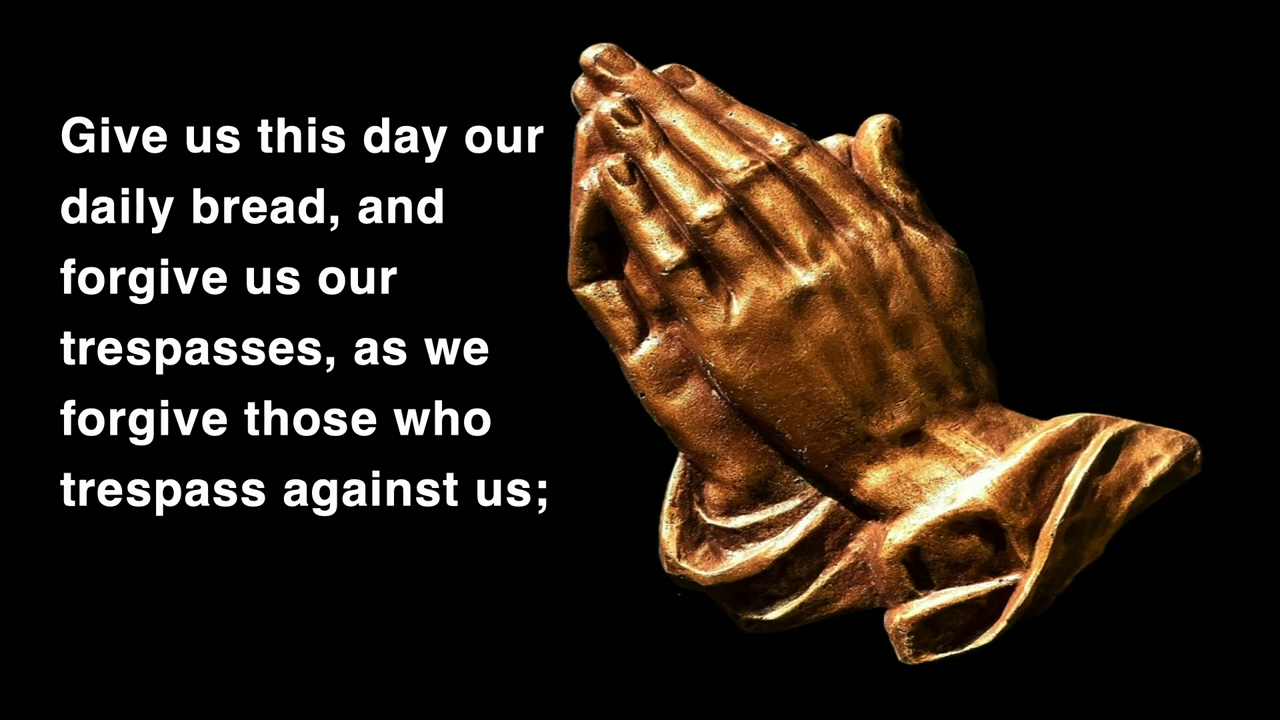 Give us this day our
daily bread, and
forgive us our
trespasses, as we
forgive those who
trespass against us;